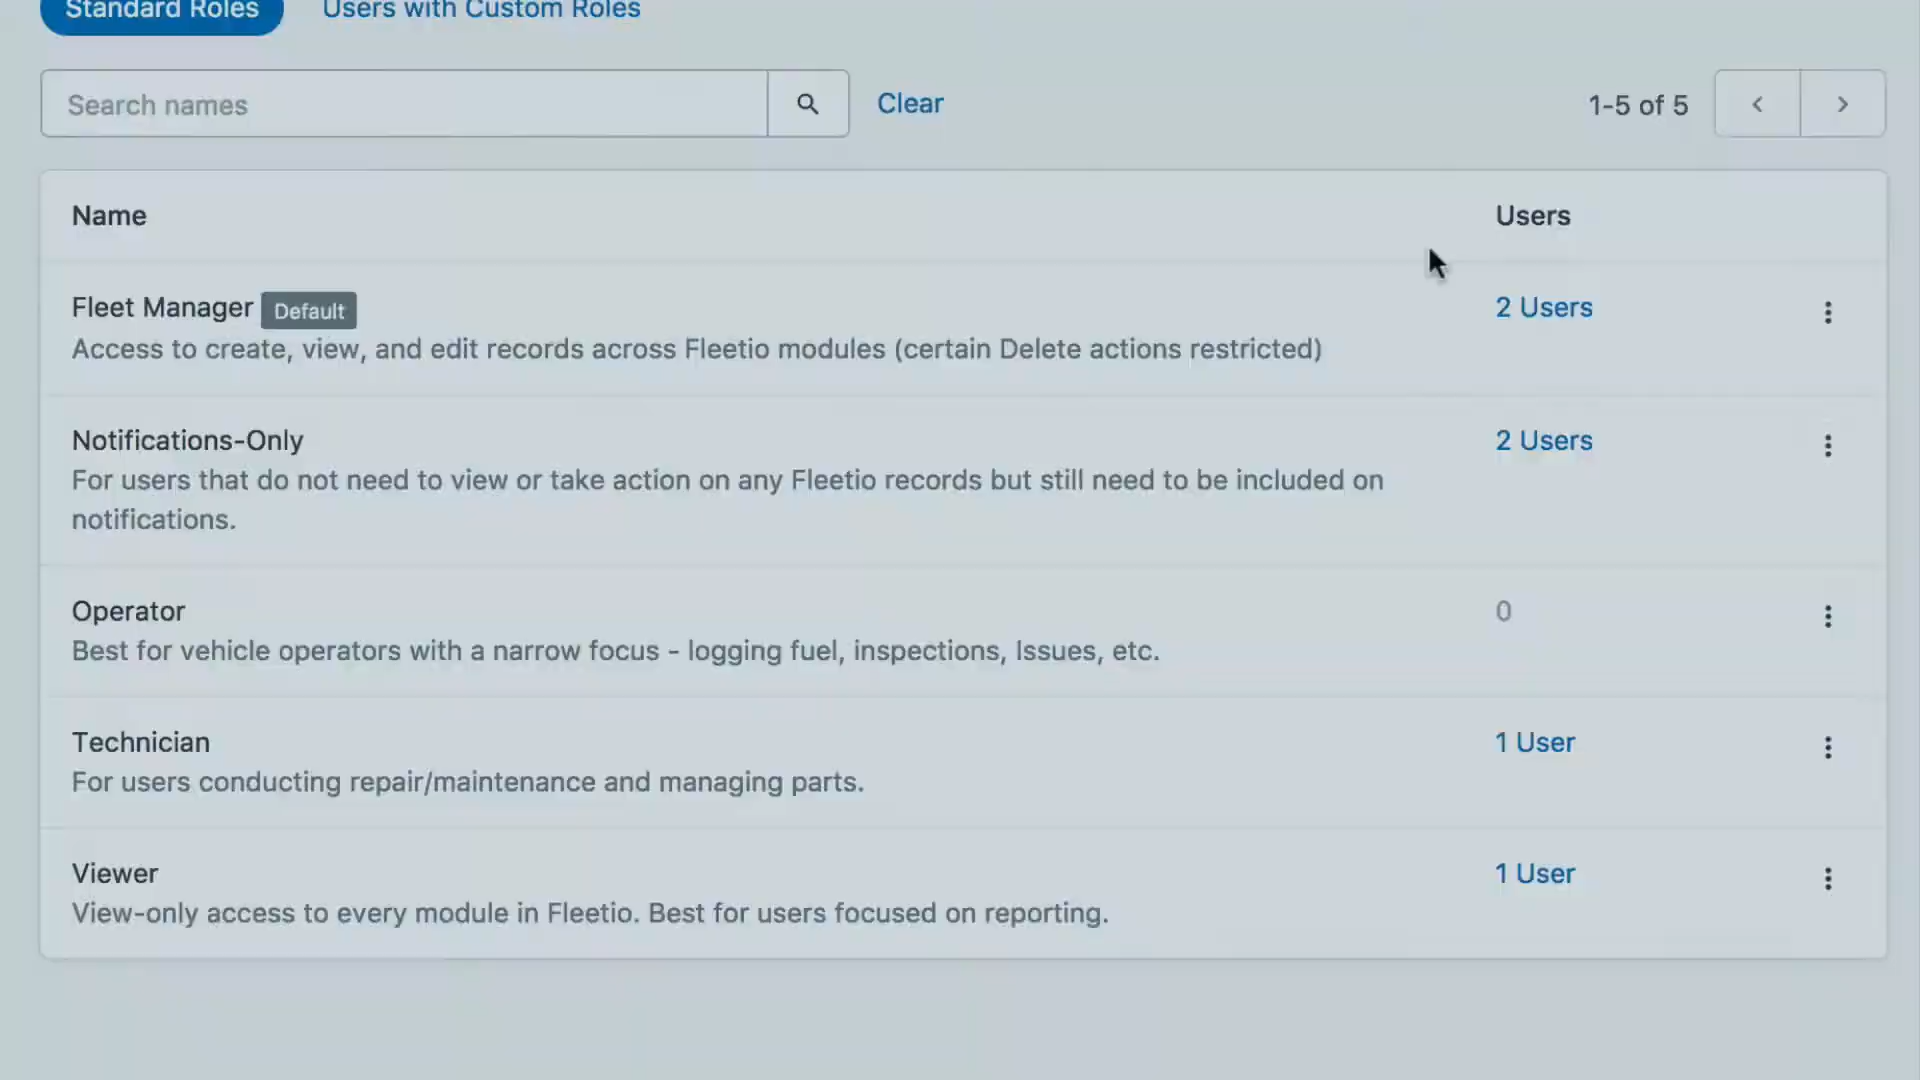 Standard Roles
Users with Custom Roles
Search names
Clear
1-5 of 5
Name
Users
Fleet Manager
Default
2 Users
Access to create, view, and edit records across Fleetio modules (certain Delete actions restricted)
Notifications-Only
2 Users
For users that do not need to view or take action on any Fleetio records but still need to be included on
notifications.
Operator
0
Best for vehicle operators with a narrow focus - logging fuel, inspections, Issues, etc.
Technician
1 User
For users conducting repair/maintenance and managing parts.
Viewer
1 User
View-only access to every module in Fleetio. Best for users focused on reporting.